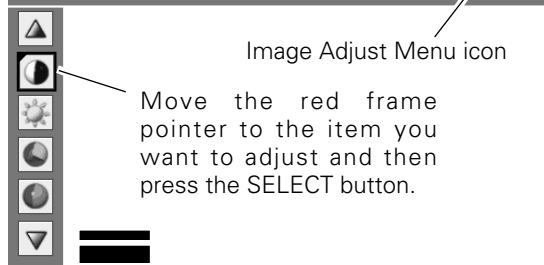 Image Adjust Menu icon
Move the red frame
pointer to the item you
want to adjust and then
press the SELECT button.